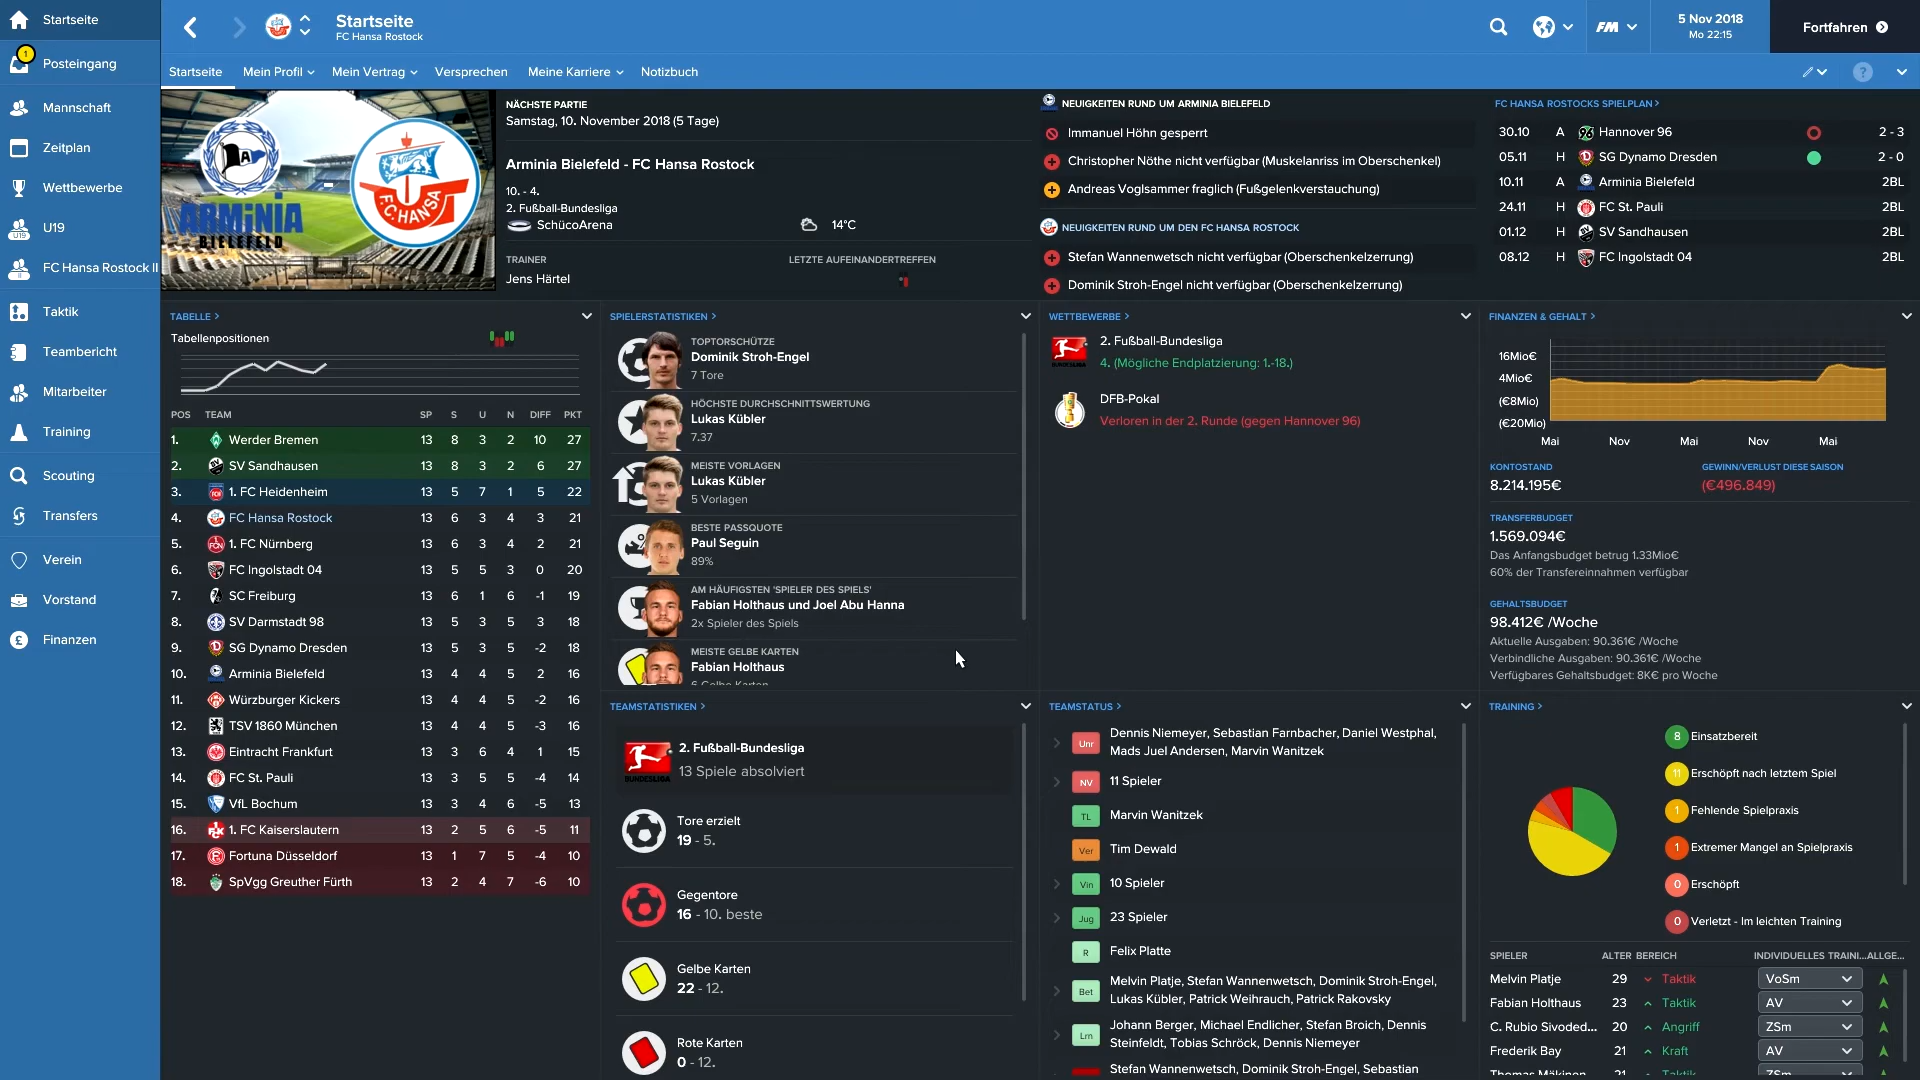 Startseite
1
Posteingang
Mannschaft
Zeitplan
Wettbewerbe
U19
U19
FC Hansa Rostock II
II
Taktik
Teambericht
Mitarbeiter
Training
Scouting
Transfers
Verein
Vorstand
Finanzen
Startseite
FC Hansa Rostock
FM
5 Nov 2018
Mo 22:15
Fortfahren
Startseite
Mein Profil
Mein Vertrag
Versprechen
Meine Karriere
Notizbuch
?
A
ARMINIA
BIELEFELD
-
F.C. HANSA
NÄCHSTE PARTIE
Samstag, 10. November 2018 (5 Tage)
Arminia Bielefeld - FC Hansa Rostock
10. - 4.
2. Fußball-Bundesliga
SchücoArena
14°C
TRAINER
LETZTE AUFEINANDERTREFFEN
Jens Härtel
NEUIGKEITEN RUND UM ARMINIA BIELEFELD
Immanuel Höhn gesperrt
Christopher Nöthe nicht verfügbar (Muskelanriss im Oberschenkel)
Andreas Voglsammer fraglich (Fußgelenkverstauchung)
NEUIGKEITEN RUND UM DEN FC HANSA ROSTOCK
Stefan Wannenwetsch nicht verfügbar (Oberschenkelzerrung)
Dominik Stroh-Engel nicht verfügbar (Oberschenkelzerrung)
FC HANSA ROSTOCKS SPIELPLAN >
30.10 A Hannover 96 2 - 3
05.11 H SG Dynamo Dresden 2 - 0
10.11 A Arminia Bielefeld 2BL
24.11 H FC St. Pauli 2BL
01.12 H SV Sandhausen 2BL
08.12 H FC Ingolstadt 04 2BL
TABELLE >
Tabellenpositionen
POS TEAM SP S U N DIFF PKT
1. Werder Bremen 13 8 3 2 10 27
2. SV Sandhausen 13 8 3 2 6 27
3. 1. FC Heidenheim 13 5 7 1 5 22
4. FC Hansa Rostock 13 6 3 4 3 21
5. 1. FC Nürnberg 13 6 3 4 2 21
6. FC Ingolstadt 04 13 5 5 3 0 20
7. SC Freiburg 13 6 1 6 -1 19
8. SV Darmstadt 98 13 5 3 5 3 18
9. SG Dynamo Dresden 13 5 3 5 -2 18
10. Arminia Bielefeld 13 4 4 5 2 16
11. Würzburger Kickers 13 4 4 5 -2 16
12. TSV 1860 München 13 4 4 5 -3 16
13. Eintracht Frankfurt 13 3 6 4 1 15
14. FC St. Pauli 13 3 5 5 -4 14
15. VfL Bochum 13 3 4 6 -5 13
16. 1. FC Kaiserslautern 13 2 5 6 -5 11
17. Fortuna Düsseldorf 13 1 7 5 -4 10
18. SpVgg Greuther Fürth 13 2 4 7 -6 10
SPIELERSTATISTIKEN >
TOPTORSCHÜTZE
Dominik Stroh-Engel
7 Tore
HÖCHSTE DURCHSCHNITTSWERTUNG
Lukas Kübler
7.37
MEISTE VORLAGEN
Lukas Kübler
5 Vorlagen
BESTE PASSQUOTE
Paul Seguin
89%
AM HÄUFIGSTEN 'SPIELER DES SPIELS'
Fabian Holthaus und Joel Abu Hanna
2x Spieler des Spiels
MEISTE GELBE KARTEN
Fabian Holthaus
6 Gelbe Karten
WETTBEWERBE >
2. Fußball-Bundesliga
4. (Mögliche Endplatzierung: 1.-18.)
DFB-Pokal
Verloren in der 2. Runde (gegen Hannover 96)
FINANZEN & GEHALT >
16Mio€
4Mio€
(€8Mio)
(€20Mio)
Mai Nov Mai Nov Mai
KONTOSTAND
8.214.195€
GEWINN/VERLUST DIESE SAISON
(€496.849)
TRANSFERBUDGET
1.569.094€
Das Anfangsbudget betrug 1.33Mio€
60% der Transfereinnahmen verfügbar
GEHALTSBUDGET
98.412€ /Woche
Aktuelle Ausgaben: 90.361€ /Woche
Verbindliche Ausgaben: 90.361€ /Woche
Verfügbares Gehaltsbudget: 8K€ pro Woche
TEAMSTATISTIKEN >
BUNDESLIGA
2. Fußball-Bundesliga
13 Spiele absolviert
Tore erzielt
19 - 5.
Gegentore
16 - 10. beste
Gelbe Karten
22 - 12.
Rote Karten
0 - 12.
TEAMSTATUS >
Unr Dennis Niemeyer, Sebastian Farnbacher, Daniel Westphal,
Mads Juel Andersen, Marvin Wanitzek
NV 11 Spieler
TL Marvin Wanitzek
Ver Tim Dewald
Vin 10 Spieler
Jug 23 Spieler
R Felix Platte
Bet Melvin Platje, Stefan Wannenwetsch, Dominik Stroh-Engel,
Lukas Kübler, Patrick Weihrauch, Patrick Rakovsky
Lrn Johann Berger, Michael Endlicher, Stefan Broich, Dennis
Steinfeldt, Tobias Schröck, Dennis Niemeyer
Stefan Wannenwetsch, Dominik Stroh-Engel, Sebastian
TRAINING >
8 Einsatzbereit
11 Erschöpft nach letztem Spiel
1 Fehlende Spielpraxis
1 Extremer Mangel an Spielpraxis
0 Erschöpft
0 Verletzt - Im leichten Training
SPIELER ALTER BEREICH INDIVIDUELLES TRAINI... ALLGE...
Melvin Platje 29 Taktik VoSm
Fabian Holthaus 23 Taktik AV
C. Rubio Sivoded... 20 Angriff ZSm
Frederik Bay 21 Kraft AV
Thomas Mäkinen 21 Taktik ZSm